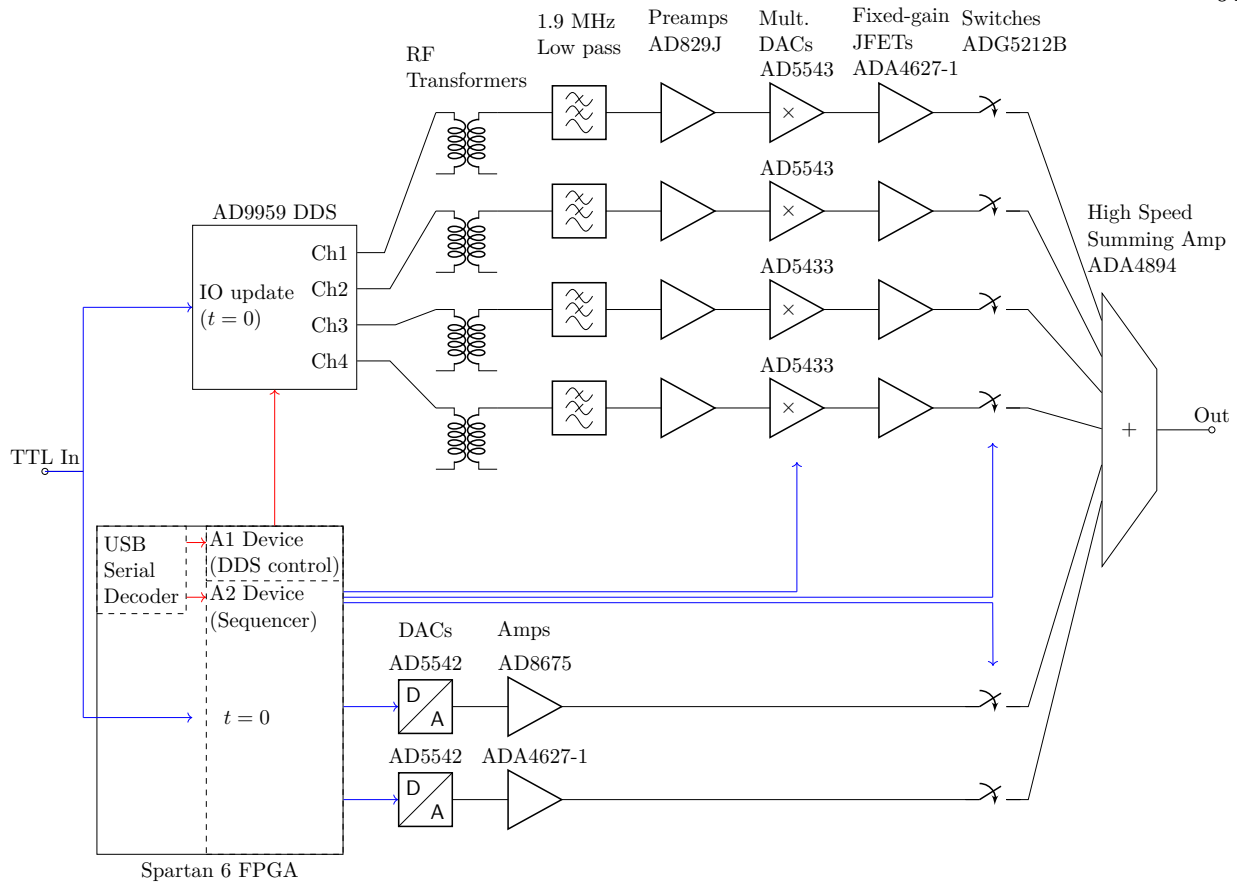 1.9 MHz
Low pass
Preamps
AD829J
Mult.
DACs
AD5543
Fixed-gain
JFETs
ADA4627-1
Switches
ADG5212B
RF
Transformers
×
AD5543
×
AD5433
×
AD5433
×
AD9959 DDS
Ch1
Ch2
Ch3
Ch4
IO update
(t = 0)
High Speed
Summing Amp
ADA4894
+
Out
TTL In
USB
Serial
Decoder
A1 Device
(DDS control)
A2 Device
(Sequencer)
t = 0
DACs
AD5542
D
A
Amps
AD8675
AD5542
D
A
ADA4627-1
Spartan 6 FPGA